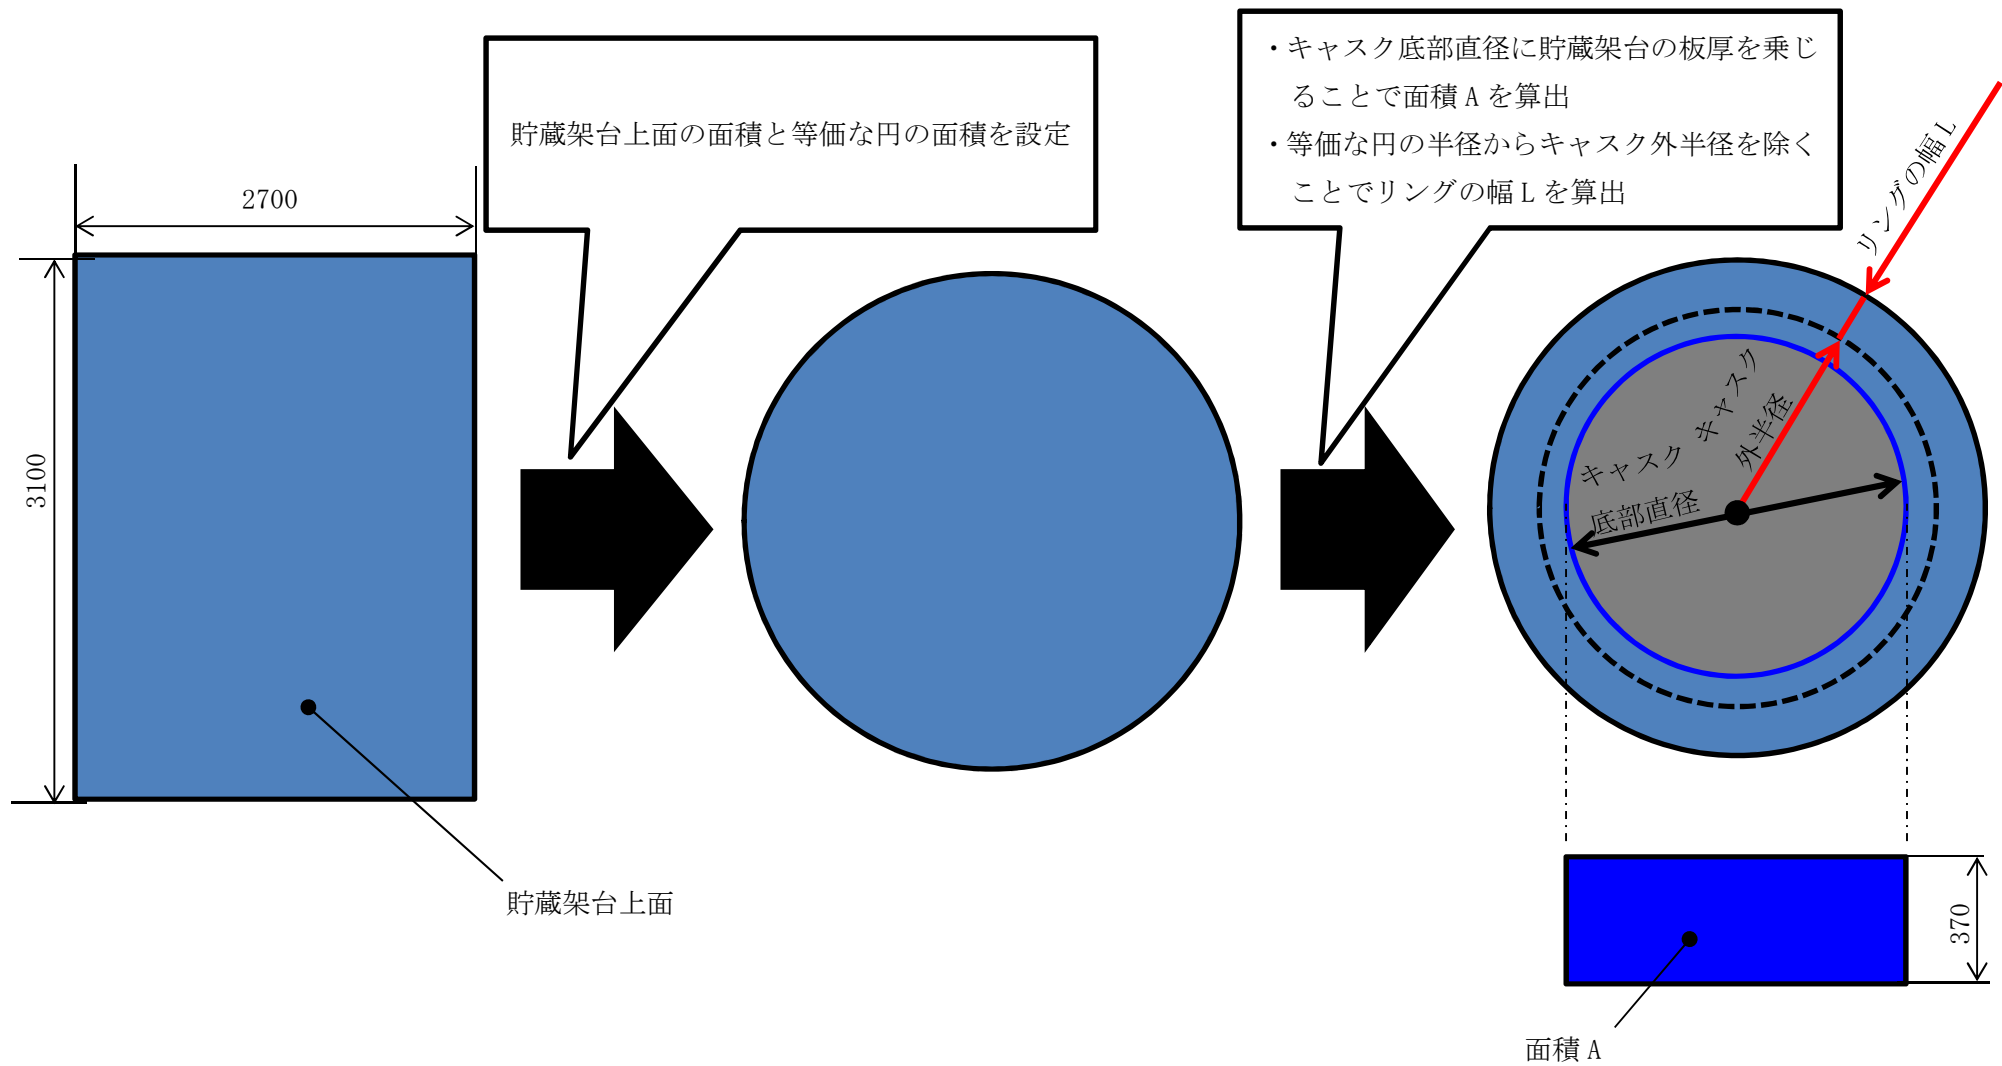 2700
3100
貯蔵架台上面
貯蔵架台上面の面積と等価な円の面積を設定
・キャスク底部直径に貯蔵架台の板厚を乗じ
ることで面積 A を算出
・等価な円の半径からキャスク外半径を除く
ことでリングの幅 L を算出
リングの幅 L
キャスク
外半径
キャスク
底部直径
370
面積 A